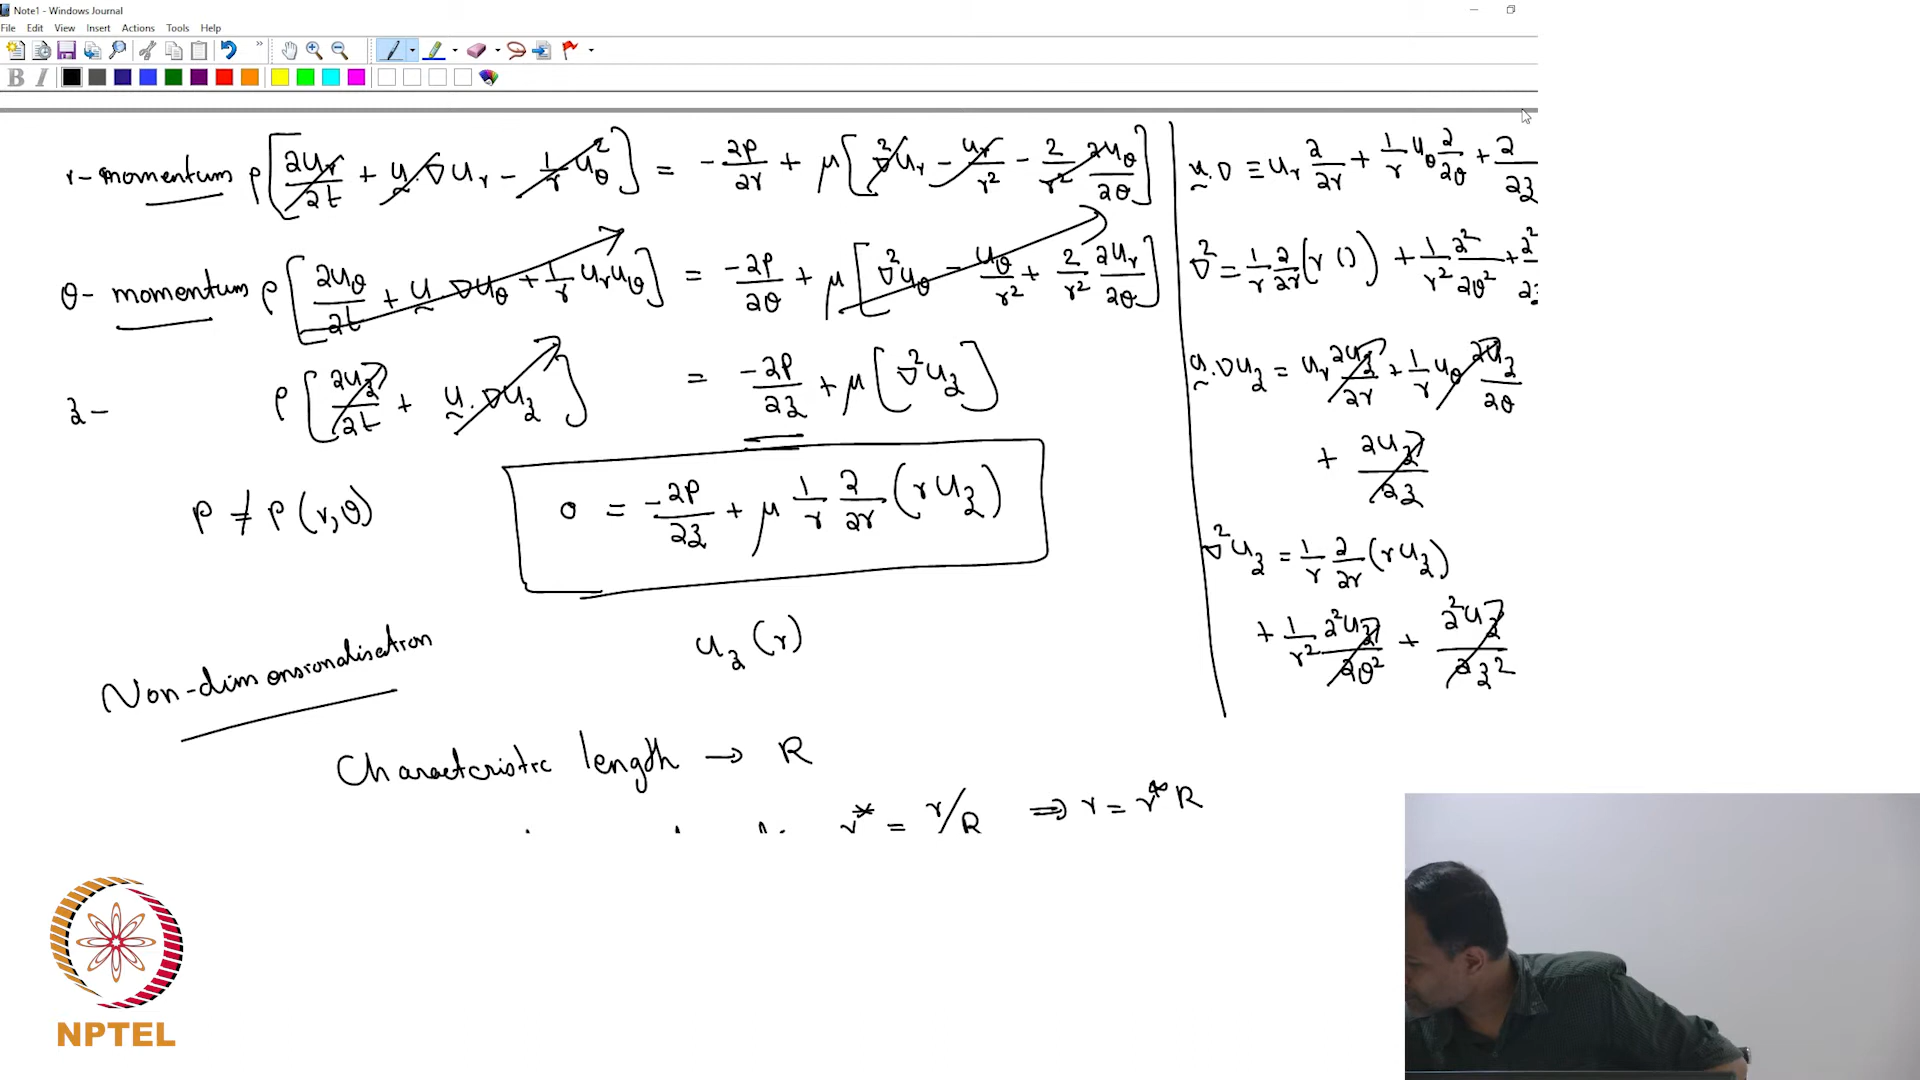 Note1 - Windows Journal
File Edit View Insert Actions Tools Help
r-momentum ρ[∂u_r/∂t + u.∇u_r - 1/r u_θ²] = -∂p/∂r + μ[∇²u_r - u_r/r² - 2/r² ∂u_θ/∂θ]
θ- momentum ρ[∂u_θ/∂t + u.∇u_θ + 1/r u_r u_θ] = -∂p/∂θ + μ[∇²u_θ - u_θ/r² + 2/r² ∂u_r/∂θ]
z- ρ[∂u_z/∂t + u.∇u_z] = -∂p/∂z + μ[∇²u_z]
p ≠ p(r,θ)
0 = -∂p/∂z + μ 1/r ∂/∂r (r u_z)
u_z(r)
Non-dimensionalisation
Characteristic length → R
r* = r/R ⇒ r = r* R
u.∇ ≡ u_r ∂/∂r + 1/r u_θ ∂/∂θ + ∂/∂z
∇² = 1/r ∂/∂r (r ()) + 1/r² ∂²/∂θ² + ∂²/∂z
u.∇u_z = u_r ∂u_z/∂r + 1/r u_θ ∂u_z/∂θ
+ ∂u_z/∂z
∇²u_z = 1/r ∂/∂r (r u_z)
+ 1/r² ∂²u_z/∂θ² + ∂²u_z/∂z²
NPTEL